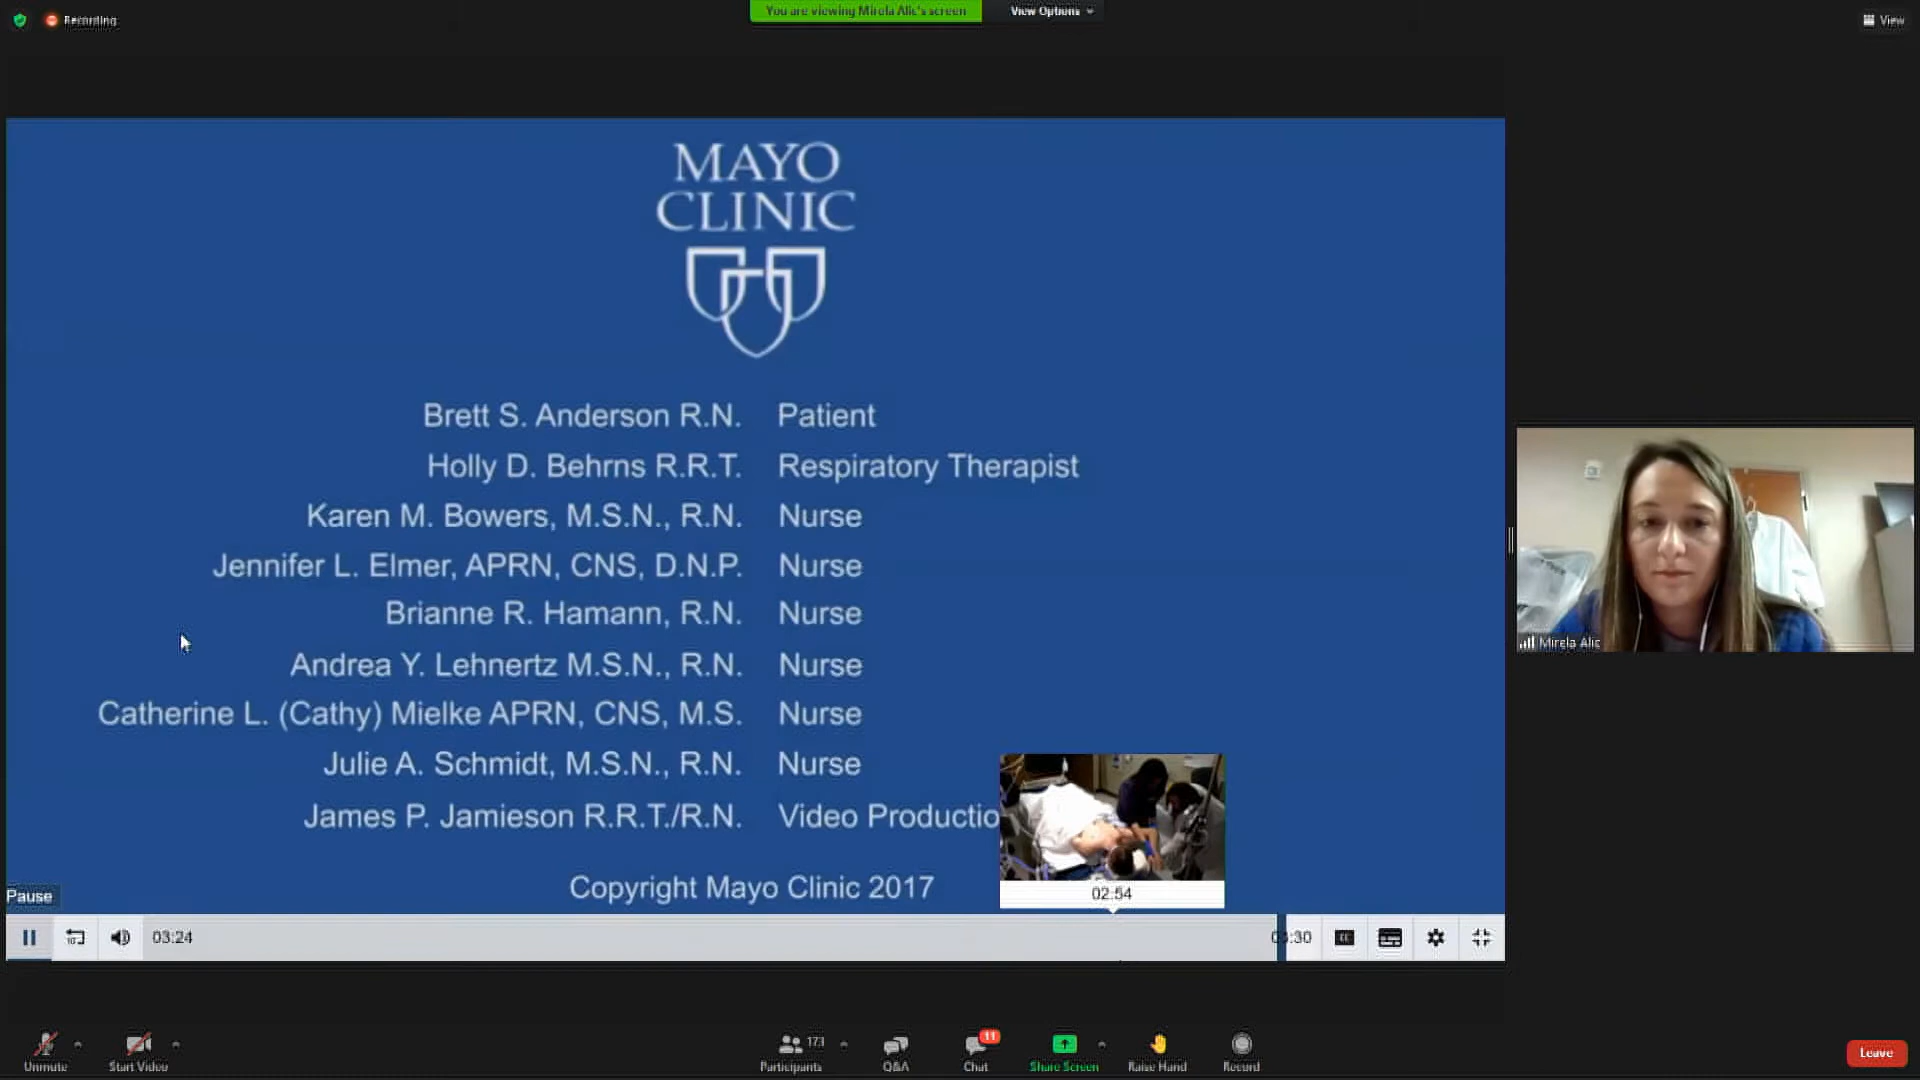 Recording
You are viewing Mirela Alic's screen
View Options
View
MAYO
CLINIC
Brett S. Anderson R.N. Patient
Holly D. Behrns R.R.T. Respiratory Therapist
Karen M. Bowers, M.S.N., R.N. Nurse
Jennifer L. Elmer, APRN, CNS, D.N.P. Nurse
Brianne R. Hamann, R.N. Nurse
Andrea Y. Lehnertz M.S.N., R.N. Nurse
Catherine L. (Cathy) Mielke APRN, CNS, M.S. Nurse
Julie A. Schmidt, M.S.N., R.N. Nurse
James P. Jamieson R.R.T./R.N. Video Productio
Copyright Mayo Clinic 2017
02:54
Mirela Alic
Pause
10
03:24
:30
CC
Unmute
Start Video
Participants
173
Q&A
Chat
11
Share Screen
Raise Hand
Record
Leave